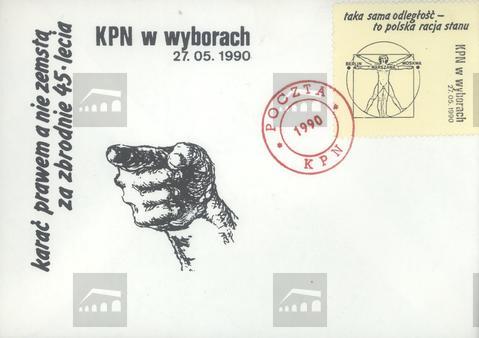 karać prawem a nie zemstą
za zbrodnie 45-lecia
KPN w wyborach
27. 05. 1990
taka sama odległość —
to polska racja stanu
BERLIN WARSZAWA MOSKWA
KPN w wyborach
27.05.1990
POCZTA
1990
KPN